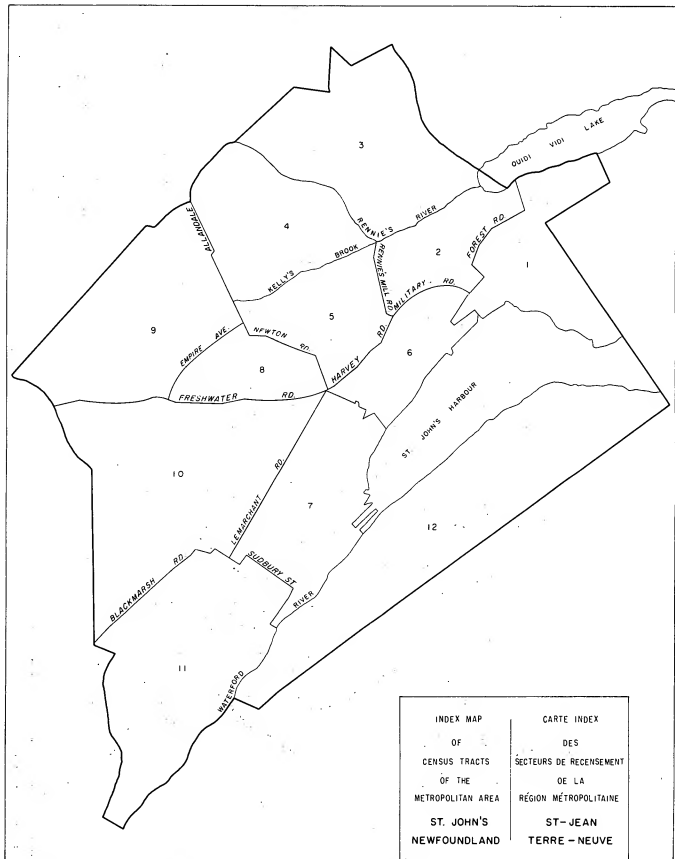 3
QUIDI VIDI LAKE
ALLANDALE
4
RENNIE'S
RIVER
FOREST RD.
2
1
KELLY'S
BROOK
RENNIE'S MILL RD.
MILITARY RD.
9
5
EMPIRE AVE.
NEWTON RD.
HARVEY RD.
6
8
FRESHWATER RD.
ST. JOHN'S HARBOUR
10
LEMARCHANT RD.
7
12
BLACKMARSH RD.
SUDBURY ST
RIVER
11
WATERFORD
INDEX MAP
OF
CENSUS TRACTS
OF THE
METROPOLITAN AREA
ST. JOHN'S
NEWFOUNDLAND
CARTE INDEX
DES
SECTEURS DE RECENSEMENT
DE LA
RÉGION MÉTROPOLITAINE
ST-JEAN
TERRE-NEUVE